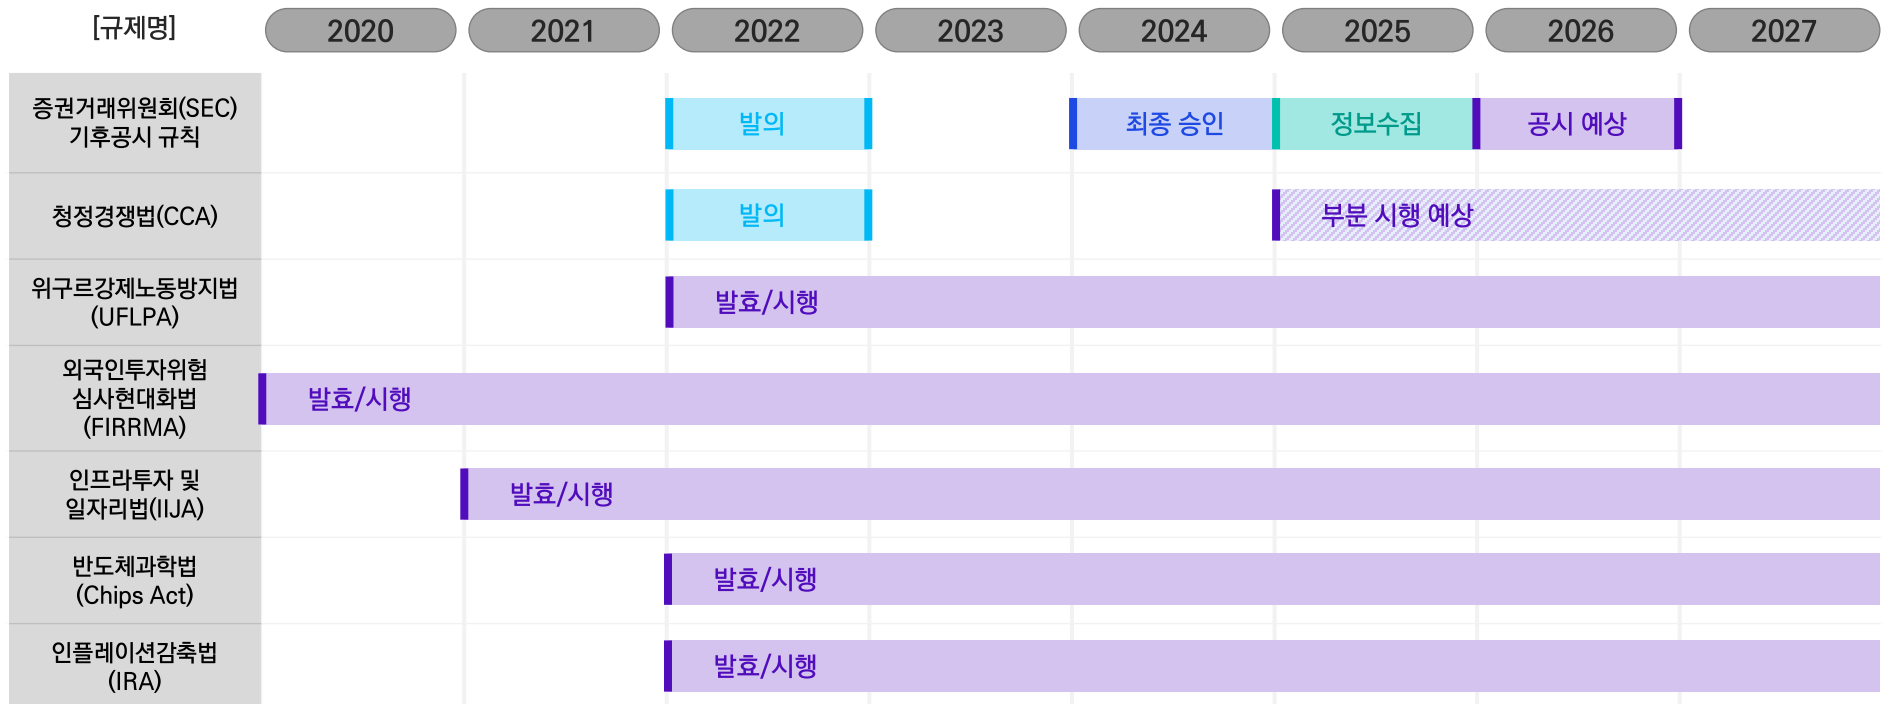 [규제명] 2020 2021 2022 2023 2024 2025 2026 2027
증권거래위원회(SEC)
기후공시 규칙
발의 최종 승인 정보수집 공시 예상
청정경쟁법(CCA)
발의 부분 시행 예상
위구르강제노동방지법
(UFLPA)
발효/시행
외국인투자위험
심사현대화법
(FIRRMA)
발효/시행
인프라투자 및
일자리법(IIJA)
발효/시행
반도체과학법
(Chips Act)
발효/시행
인플레이션감축법
(IRA)
발효/시행